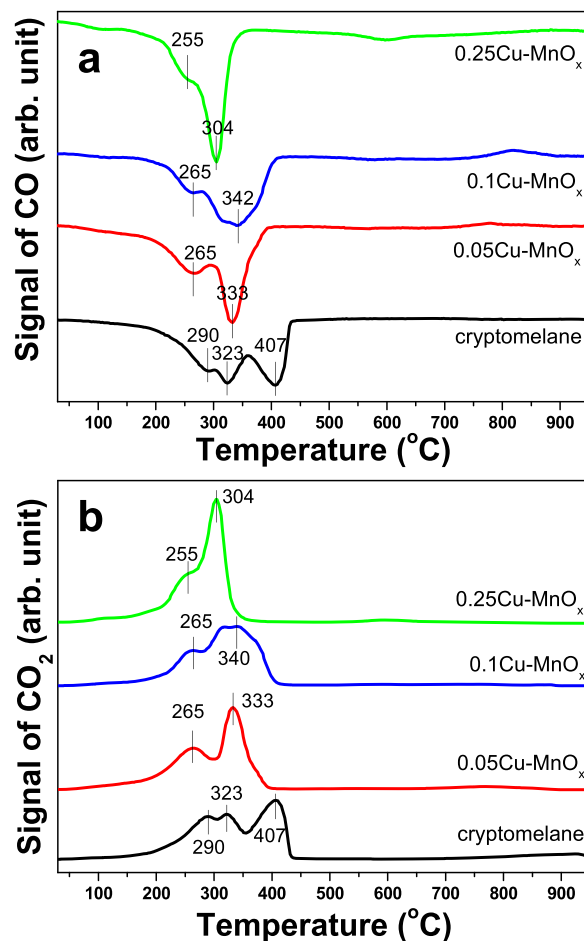 a
255
0.25Cu-MnOₓ
304
265
0.1Cu-MnOₓ
342
265
0.05Cu-MnOₓ
333
290
323
407
cryptomelane
Signal of CO (arb. unit)
100 200 300 400 500 600 700 800 900
Temperature (°C)
b
304
255
0.25Cu-MnOₓ
265
0.1Cu-MnOₓ
340
265
333
0.05Cu-MnOₓ
323
290
407
cryptomelane
Signal of CO₂ (arb. unit)
100 200 300 400 500 600 700 800 900
Temperature (°C)